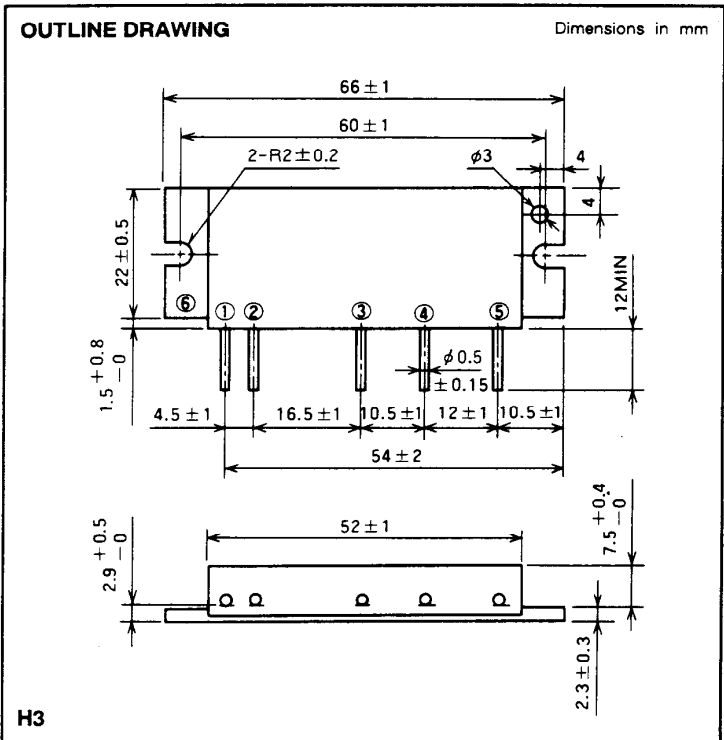 OUTLINE DRAWING
Dimensions in mm
66±1
60±1
2-R2±0.2
φ3
4
4
22±0.5
12MIN
⑥
①
②
③
④
⑤
φ0.5
±0.15
1.5 +0.8 −0
4.5±1
16.5±1
10.5±1
12±1
10.5±1
54±2
52±1
2.9 +0.5 −0
7.5 +0.4 −0
2.3±0.3
H3